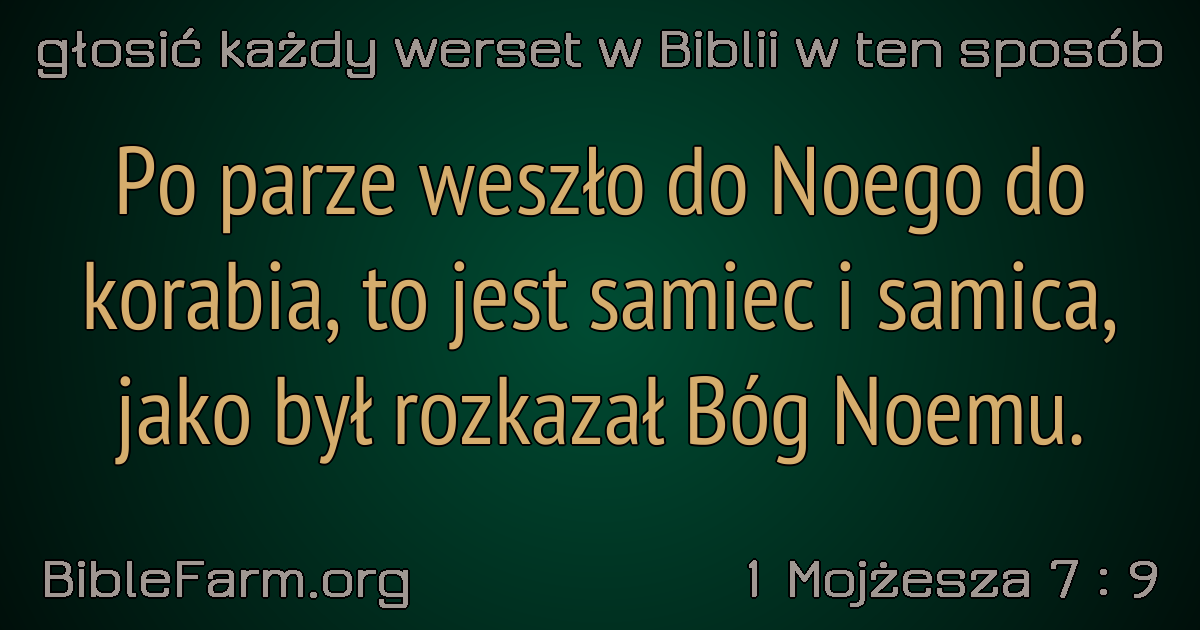 głosić każdy werset w Biblii w ten sposób
Po parze weszło do Noego do
korabia, to jest samiec i samica,
jako był rozkazał Bóg Noemu.
BibleFarm.org
1 Mojżesza 7 : 9